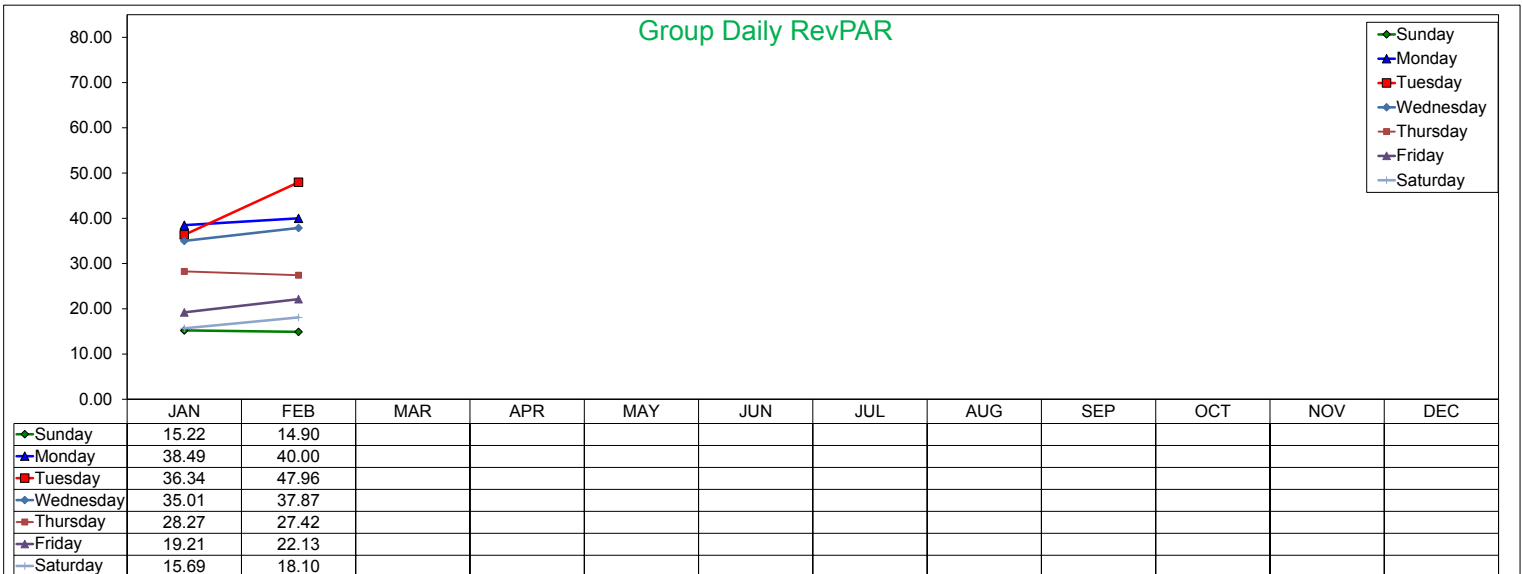 Group Daily RevPAR
80.00
70.00
60.00
50.00
40.00
30.00
20.00
10.00
0.00
Sunday
Monday
Tuesday
Wednesday
Thursday
Friday
Saturday
JAN FEB MAR APR MAY JUN JUL AUG SEP OCT NOV DEC
Sunday 15.22 14.90
Monday 38.49 40.00
Tuesday 36.34 47.96
Wednesday 35.01 37.87
Thursday 28.27 27.42
Friday 19.21 22.13
Saturday 15.69 18.10